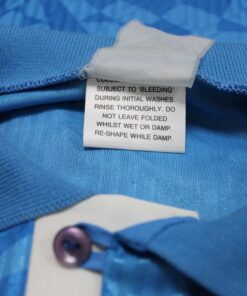 SUBJECT TO 'BLEEDING'
DURING INITIAL WASHES.
RINSE THOROUGHLY. DO
NOT LEAVE FOLDED
WHILST WET OR DAMP.
RE-SHAPE WHILE DAMP.